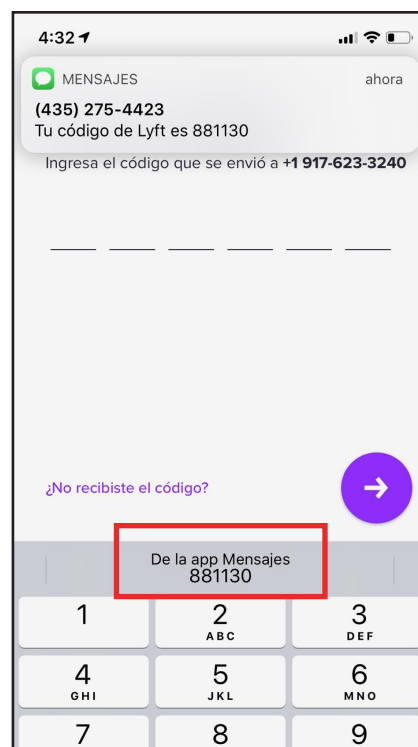 4:32
MENSAJES ahora
(435) 275-4423
Tu código de Lyft es 881130
Ingresa el código que se envió a +1 917-623-3240
¿No recibiste el código?
De la app Mensajes
881130
1 2 3
ABC DEF
4 5 6
GHI JKL MNO
7 8 9